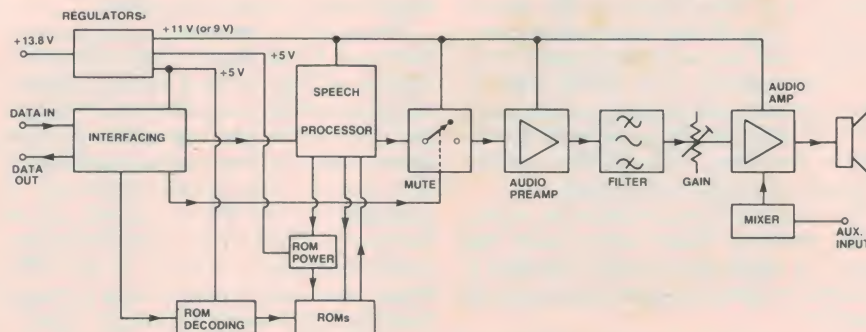 REGULATORS
+13.8 V
+11 V (or 9 V)
+5 V
+5 V
DATA IN
DATA OUT
INTERFACING
SPEECH PROCESSOR
MUTE
AUDIO PREAMP
FILTER
GAIN
AUDIO AMP
MIXER
AUX. INPUT
ROM POWER
ROM DECODING
ROMs